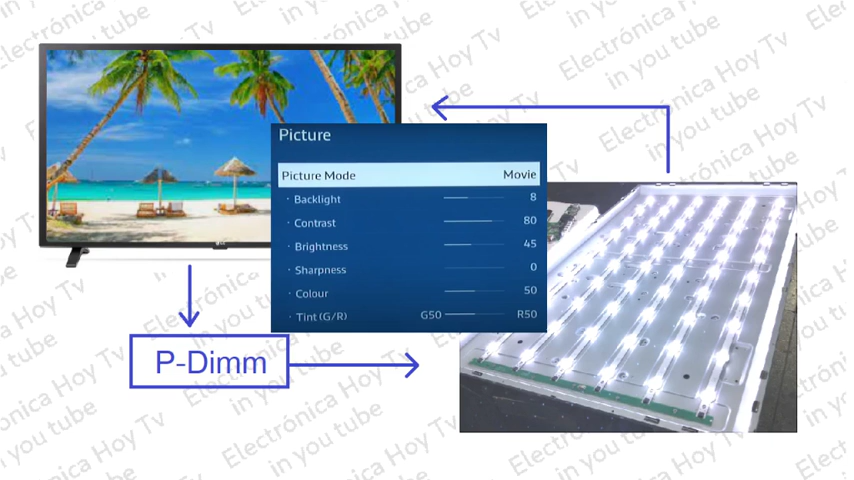 Picture
Picture Mode Movie
· Backlight 8
· Contrast 80
· Brightness 45
· Sharpness 0
· Colour 50
· Tint (G/R) G50 R50
P-Dimm
LG
Electrónica Hoy Tv
in you tube